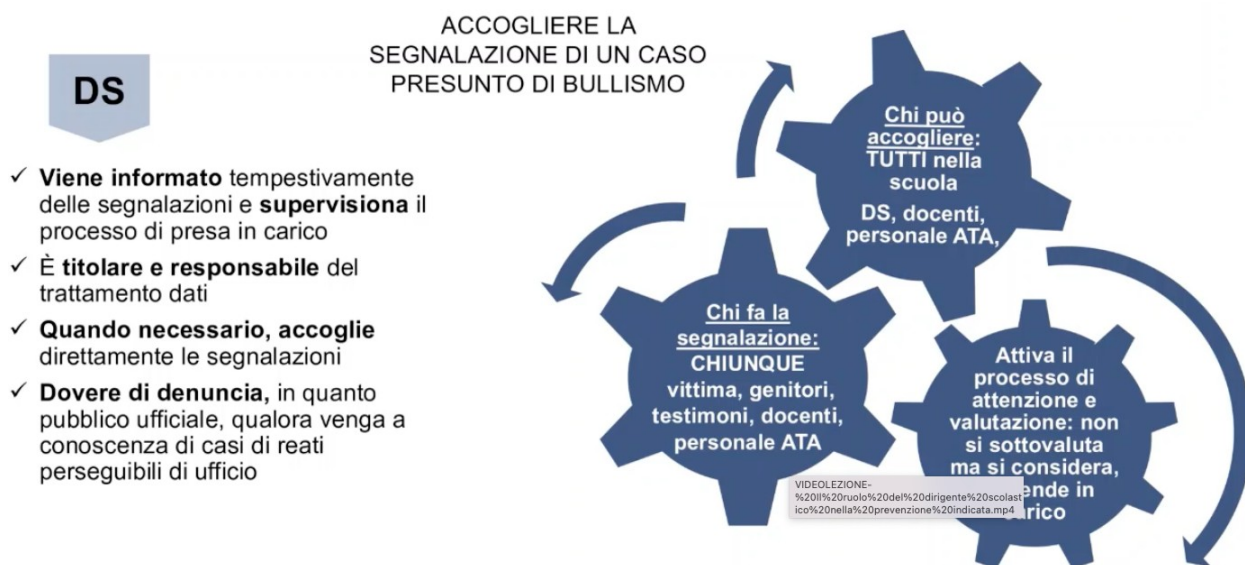 ACCOGLIERE LA
SEGNALAZIONE DI UN CASO
PRESUNTO DI BULLISMO
DS
✓ Viene informato tempestivamente
delle segnalazioni e supervisiona il
processo di presa in carico
✓ È titolare e responsabile del
trattamento dati
✓ Quando necessario, accoglie
direttamente le segnalazioni
✓ Dovere di denuncia, in quanto
pubblico ufficiale, qualora venga a
conoscenza di casi di reati
perseguibili di ufficio
Chi può
accogliere:
TUTTI nella
scuola
DS, docenti,
personale ATA,
Chi fa la
segnalazione:
CHIUNQUE
vittima, genitori,
testimoni, docenti,
personale ATA
Attiva il
processo di
attenzione e
valutazione: non
si sottovaluta
ma si considera,
ende in
arico
VIDEOLEZIONE-
%20Il%20ruolo%20del%20dirigente%20scolast
ico%20nella%20prevenzione%20indicata.mp4